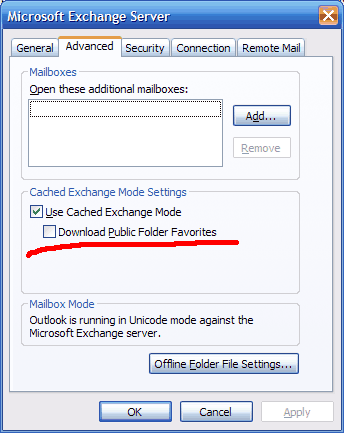 Microsoft Exchange Server
General Advanced Security Connection Remote Mail
Mailboxes
Open these additional mailboxes:
Add...
Remove
Cached Exchange Mode Settings
Use Cached Exchange Mode
Download Public Folder Favorites
Mailbox Mode
Outlook is running in Unicode mode against the
Microsoft Exchange server.
Offline Folder File Settings...
OK Cancel Apply